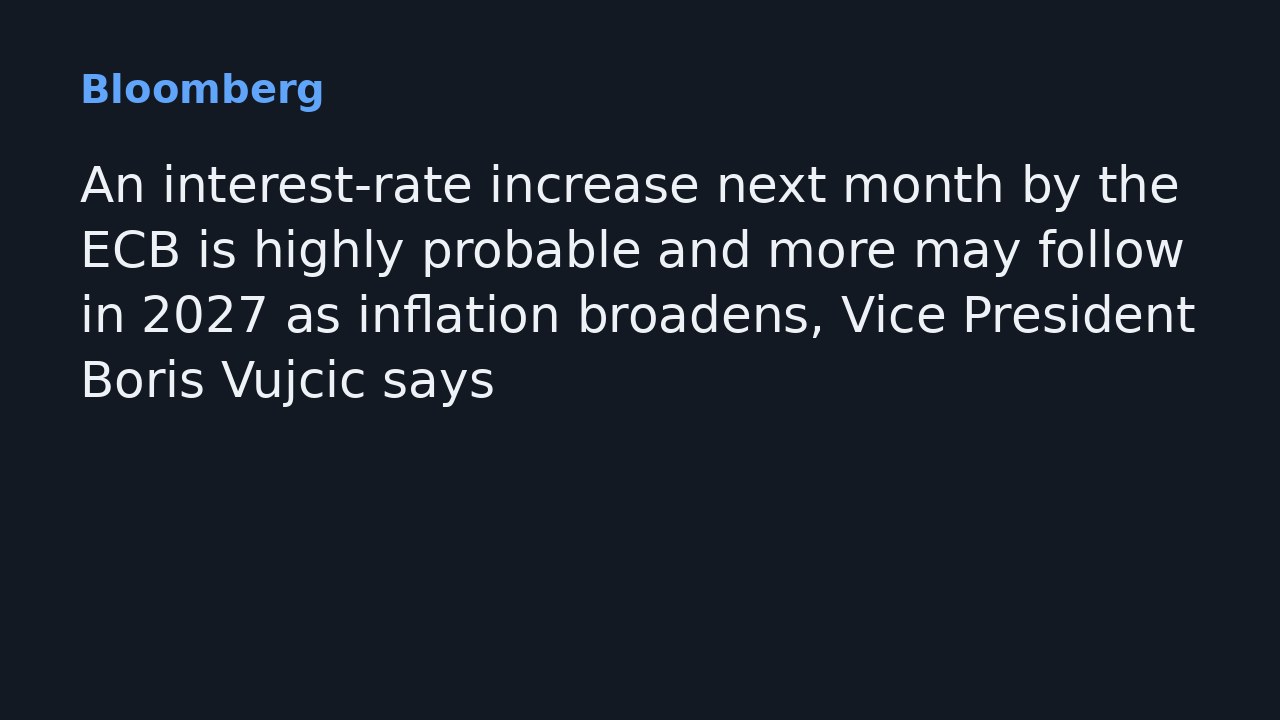 Bloomberg
An interest-rate increase next month by the
ECB is highly probable and more may follow
in 2027 as inflation broadens, Vice President
Boris Vujcic says